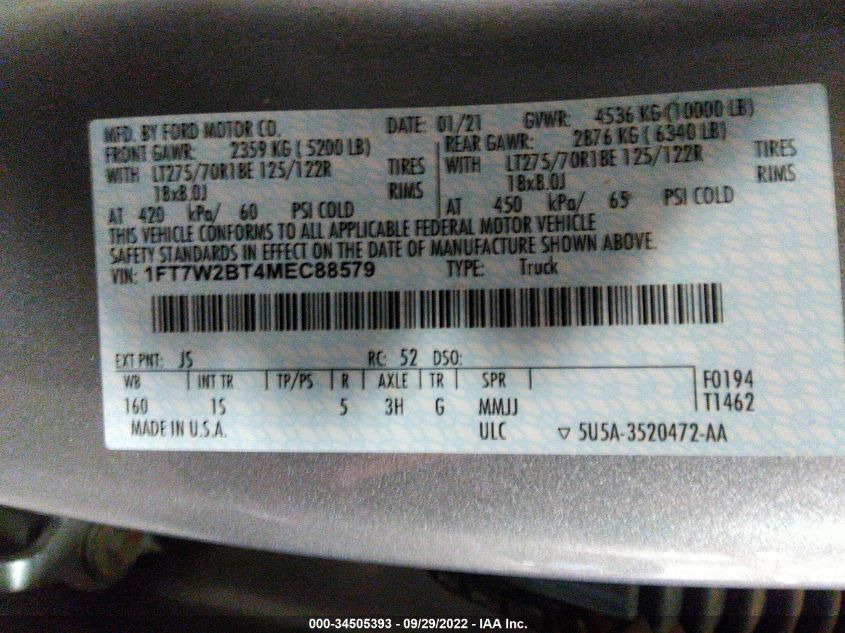 MFD. BY FORD MOTOR CO. DATE: 01/21 GVWR: 4536 KG (10000 LB)
FRONT GAWR: 2359 KG ( 5200 LB) REAR GAWR: 2876 KG ( 6340 LB)
WITH LT275/70R18E 125/122R TIRES WITH LT275/70R18E 125/122R TIRES
18x8.0J RIMS 18x8.0J RIMS
AT 420 kPa/ 60 PSI COLD AT 450 kPa/ 65 PSI COLD
THIS VEHICLE CONFORMS TO ALL APPLICABLE FEDERAL MOTOR VEHICLE
SAFETY STANDARDS IN EFFECT ON THE DATE OF MANUFACTURE SHOWN ABOVE.
VIN: 1FT7W2BT4MEC88579 TYPE: Truck
EXT PNT: JS RC: 52 DSO:
WB INT TR TP/PS R AXLE TR SPR F0194
160 1S 5 3H G MMJJ T1462
MADE IN U.S.A. ULC ▽ 5U5A-3520472-AA
000-34505393 - 09/29/2022 - IAA Inc.